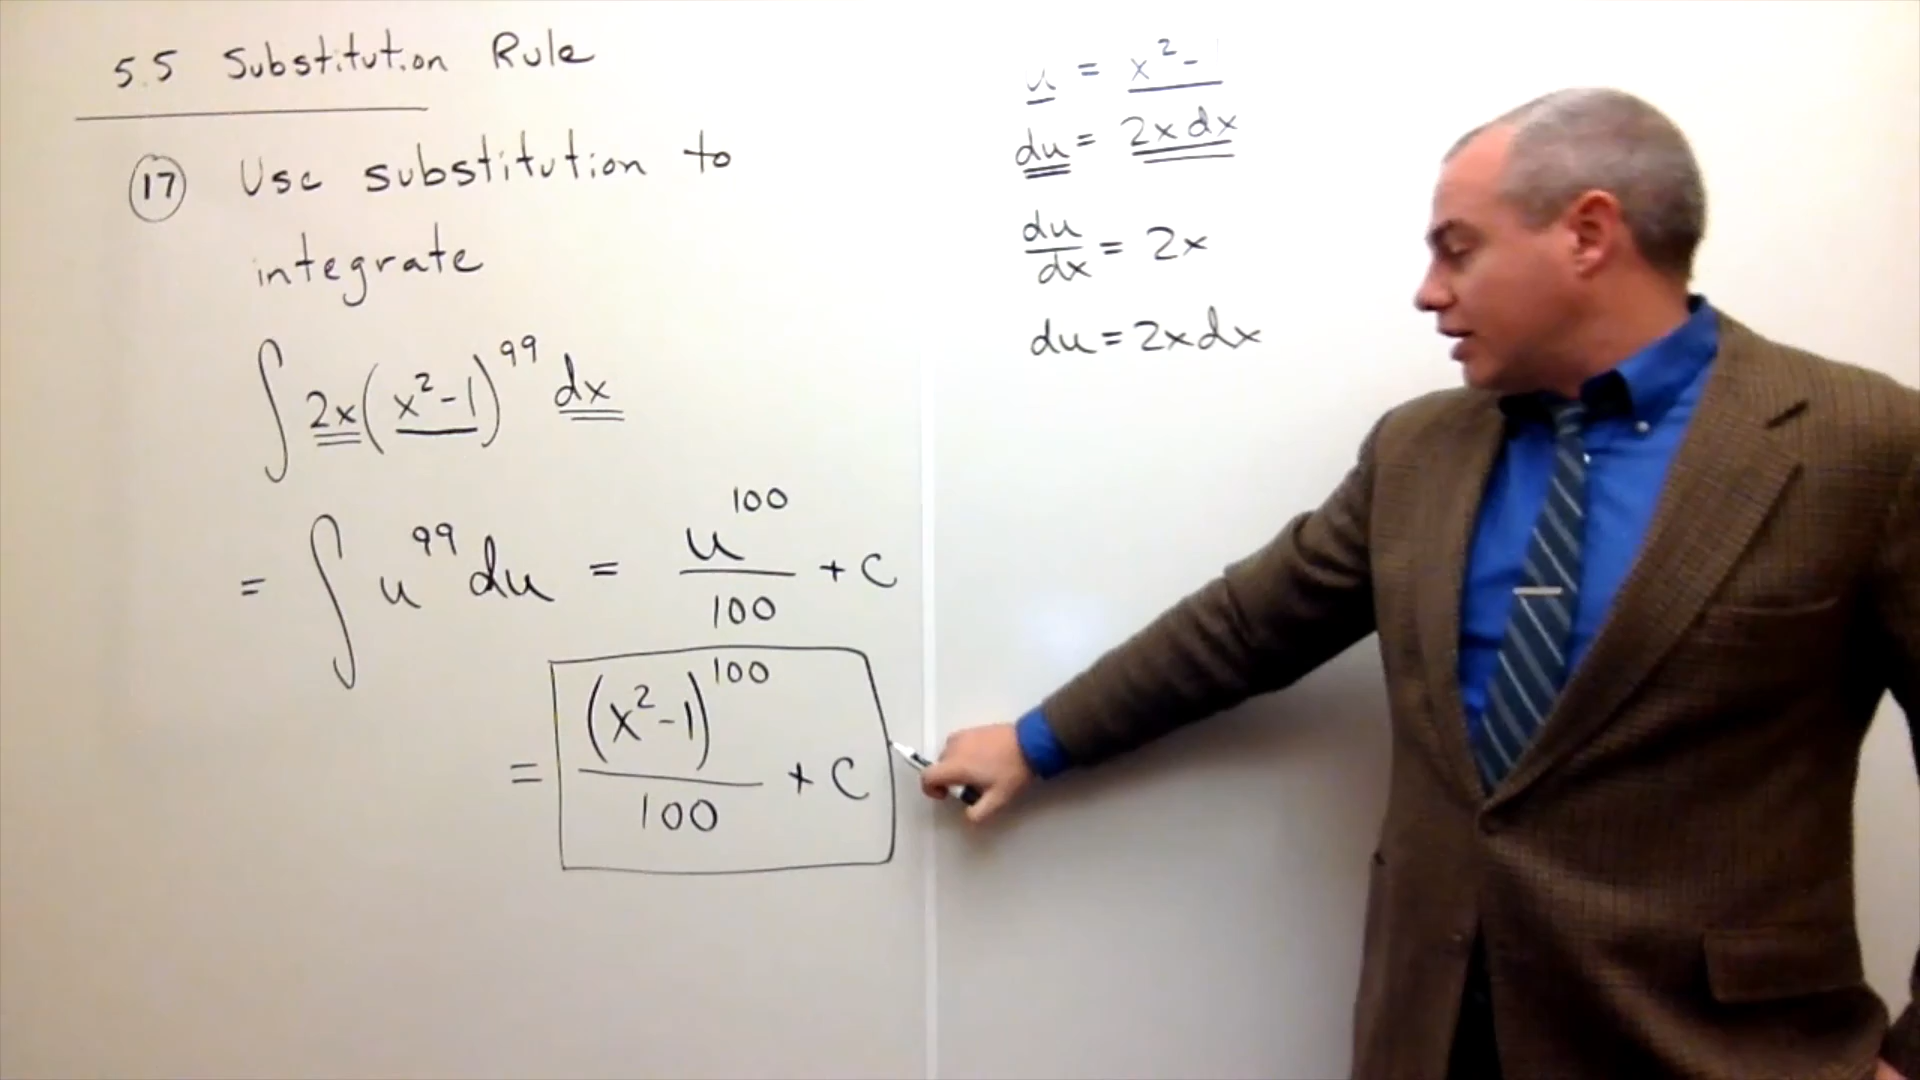 5.5 Substitution Rule
17 Use substitution to
integrate
∫ 2x(x²-1)⁹⁹ dx
= ∫ u⁹⁹ du = u¹⁰⁰/100 + C
= (x²-1)¹⁰⁰/100 + C
u = x²-
du = 2x dx
du/dx = 2x
du = 2x dx